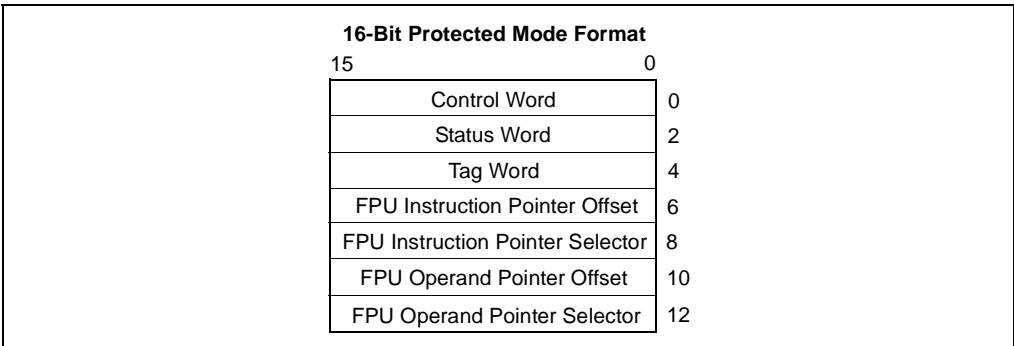 16-Bit Protected Mode Format
15 0
Control Word 0
Status Word 2
Tag Word 4
FPU Instruction Pointer Offset 6
FPU Instruction Pointer Selector 8
FPU Operand Pointer Offset 10
FPU Operand Pointer Selector 12